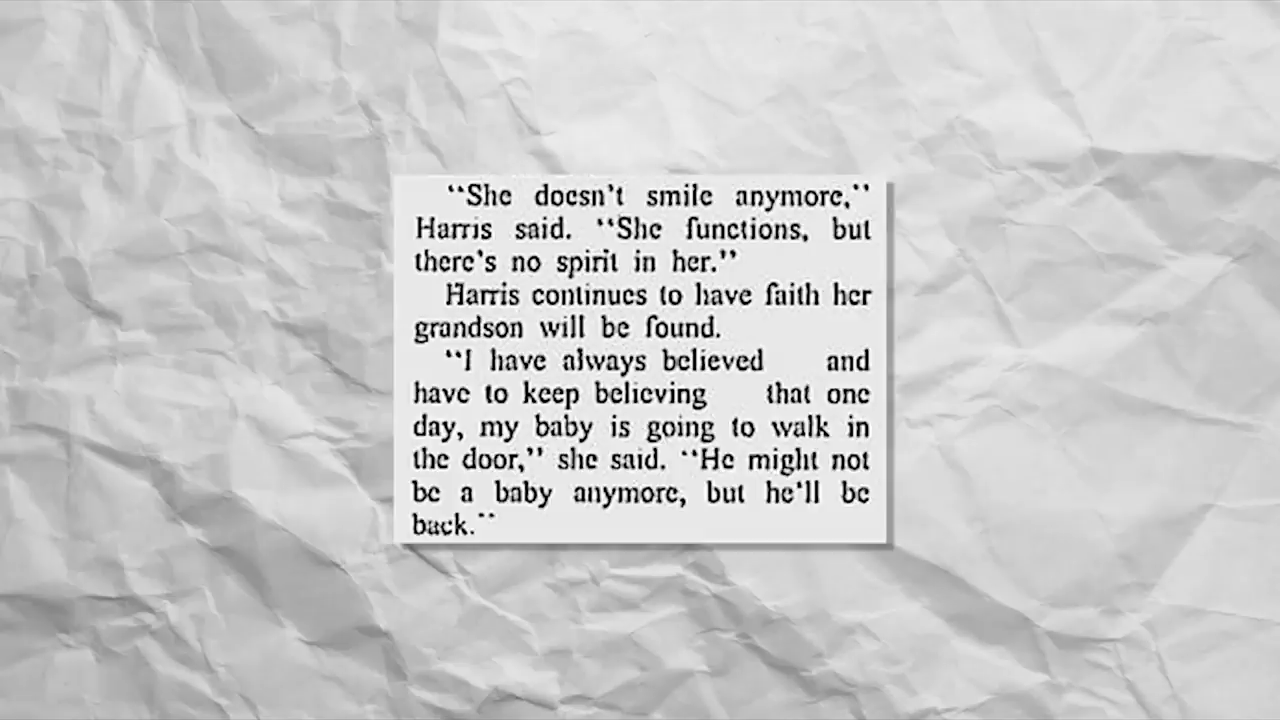 “She doesn't smile anymore,”
Harris said. “She functions, but
there's no spirit in her.”
Harris continues to have faith her
grandson will be found.
“I have always believed and
have to keep believing that one
day, my baby is going to walk in
the door,” she said. “He might not
be a baby anymore, but he'll be
back.”